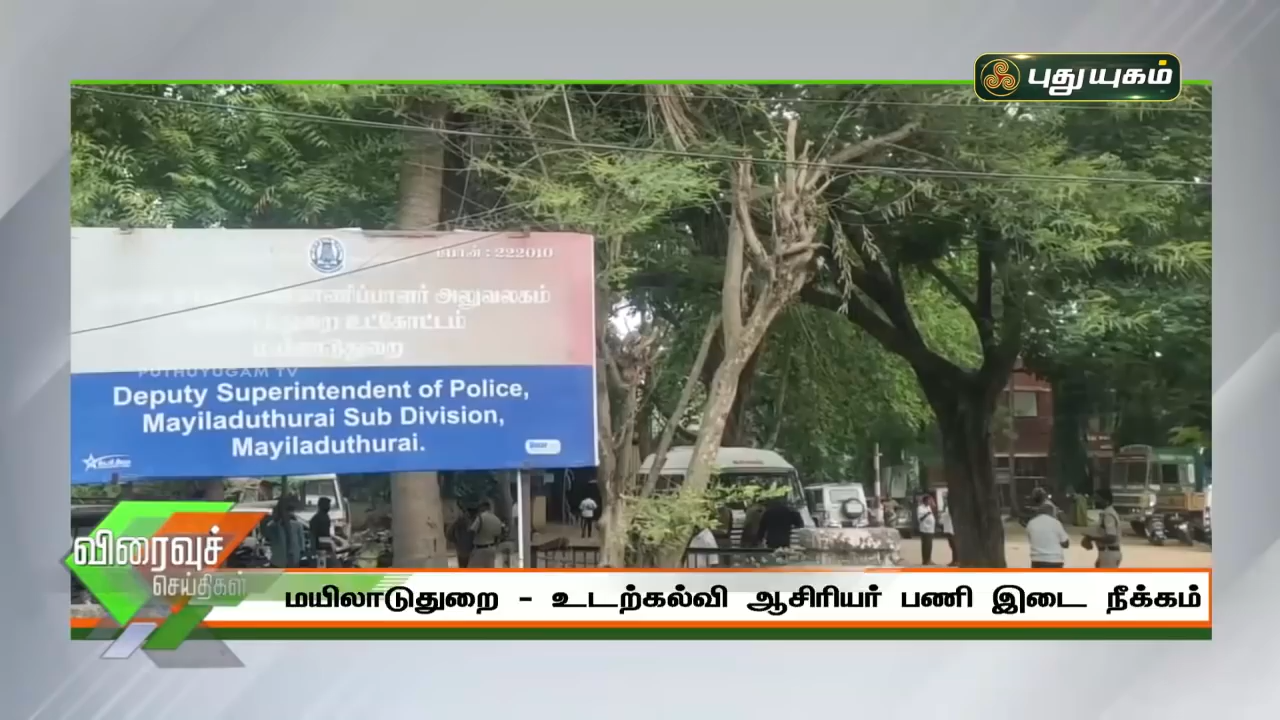 புதுயுகம்
போன் : 222010
அலுவலகம்
உட்கோட்டம்
மயிலாடுதுறை
PUTHUYUGAM TV
Deputy Superintendent of Police,
Mayiladuthurai Sub Division,
Mayiladuthurai.
விரைவுச்
செய்திகள்
மயிலாடுதுறை - உடற்கல்வி ஆசிரியர் பணி இடை நீக்கம்